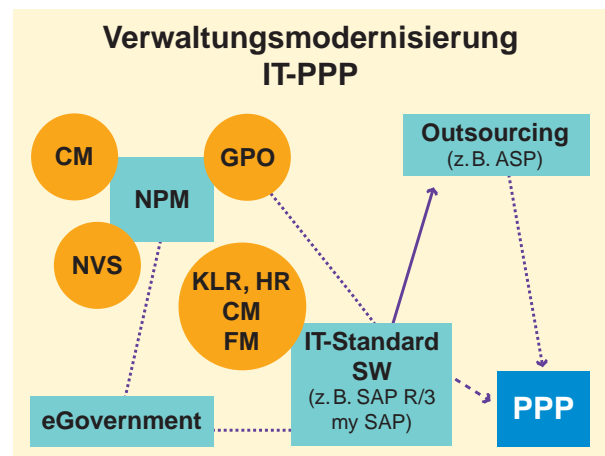 Verwaltungsmodernisierung
IT-PPP
CM
GPO
NPM
NVS
Outsourcing
(z. B. ASP)
KLR, HR
CM
FM
IT-Standard
SW
(z. B. SAP R/3
my SAP)
eGovernment
PPP